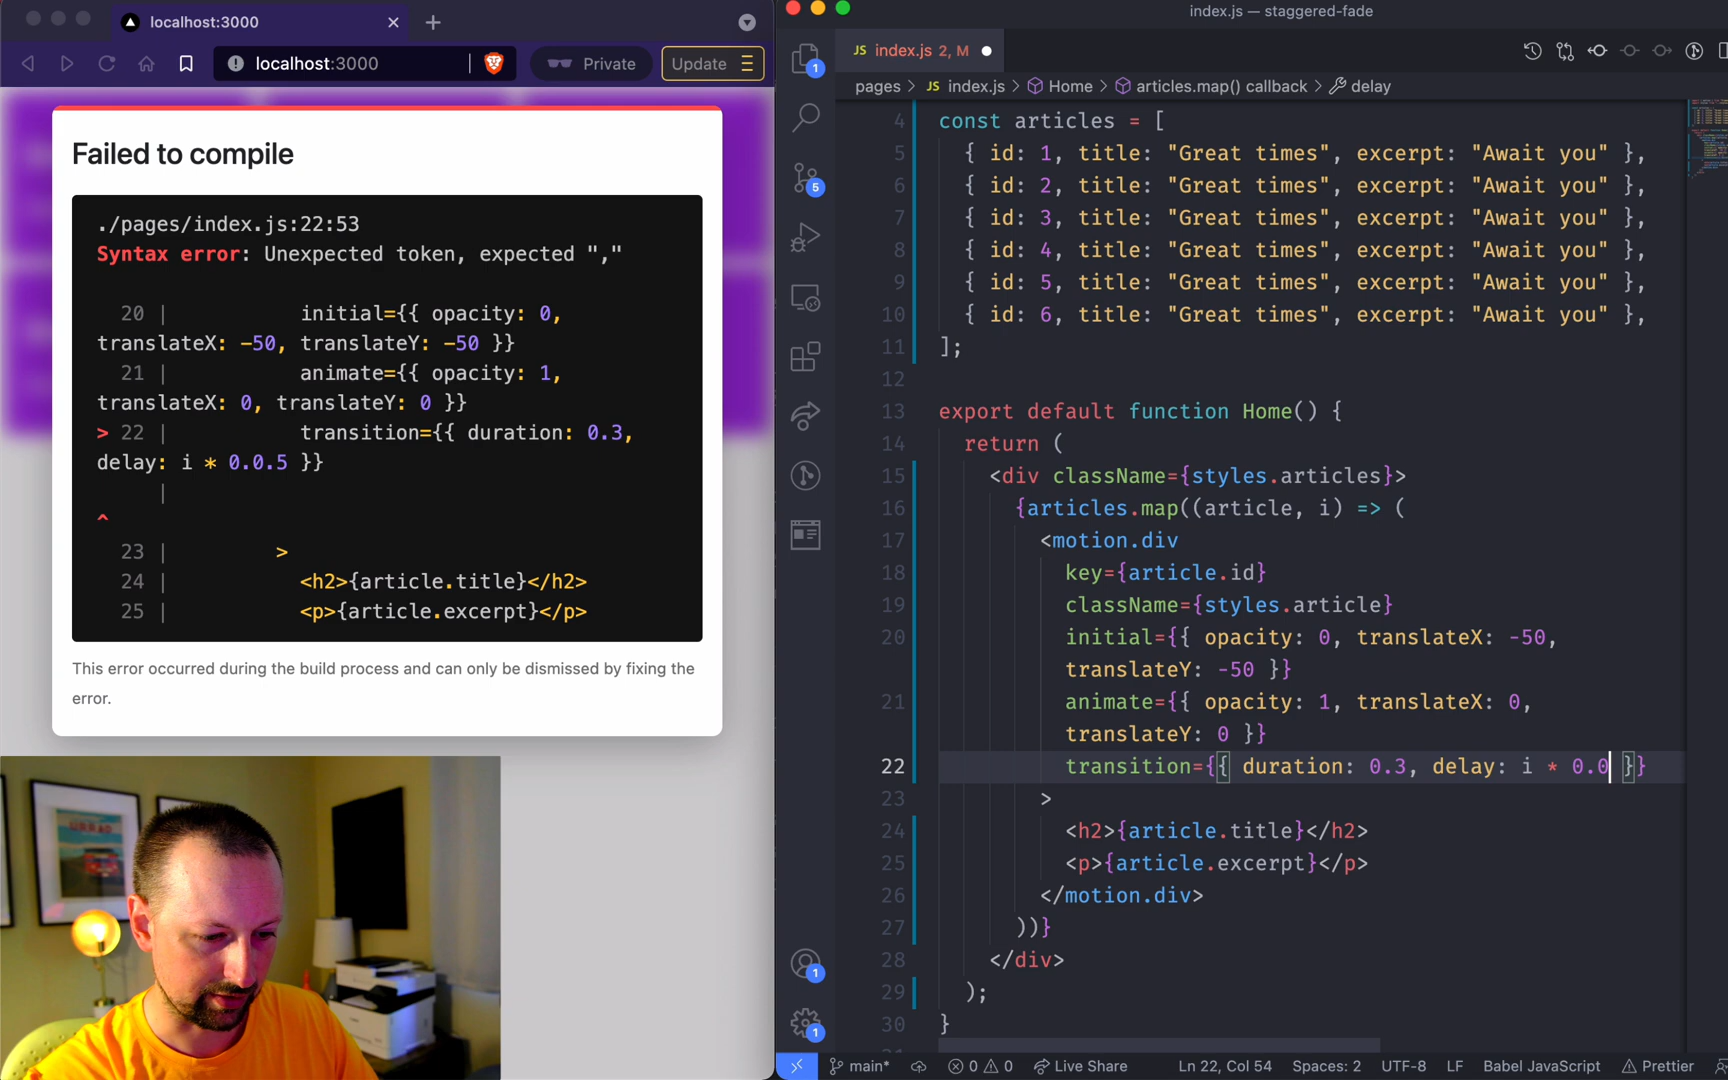 localhost:3000
localhost:3000
Private
Update
Failed to compile
./pages/index.js:22:53
Syntax error: Unexpected token, expected ","
20 | initial={{ opacity: 0,
translateX: -50, translateY: -50 }}
21 | animate={{ opacity: 1,
translateX: 0, translateY: 0 }}
> 22 | transition={{ duration: 0.3,
delay: i * 0.0.5 }}
|
^
23 | >
24 | <h2>{article.title}</h2>
25 | <p>{article.excerpt}</p>
This error occurred during the build process and can only be dismissed by fixing the
error.
index.js — staggered-fade
JS index.js 2, M
pages > JS index.js > Home > articles.map() callback > delay
1
5
4 const articles = [
5 { id: 1, title: "Great times", excerpt: "Await you" },
6 { id: 2, title: "Great times", excerpt: "Await you" },
7 { id: 3, title: "Great times", excerpt: "Await you" },
8 { id: 4, title: "Great times", excerpt: "Await you" },
9 { id: 5, title: "Great times", excerpt: "Await you" },
10 { id: 6, title: "Great times", excerpt: "Await you" },
11 ];
12
13 export default function Home() {
14 return (
15 <div className={styles.articles}>
16 {articles.map((article, i) => (
17 <motion.div
18 key={article.id}
19 className={styles.article}
20 initial={{ opacity: 0, translateX: -50,
translateY: -50 }}
21 animate={{ opacity: 1, translateX: 0,
translateY: 0 }}
22 transition={{ duration: 0.3, delay: i * 0.0 }}
23 >
24 <h2>{article.title}</h2>
25 <p>{article.excerpt}</p>
26 </motion.div>
27 ))}
28 </div>
29 );
30 }
1
1
main* 0 0 Live Share Ln 22, Col 54 Spaces: 2 UTF-8 LF Babel JavaScript Prettier